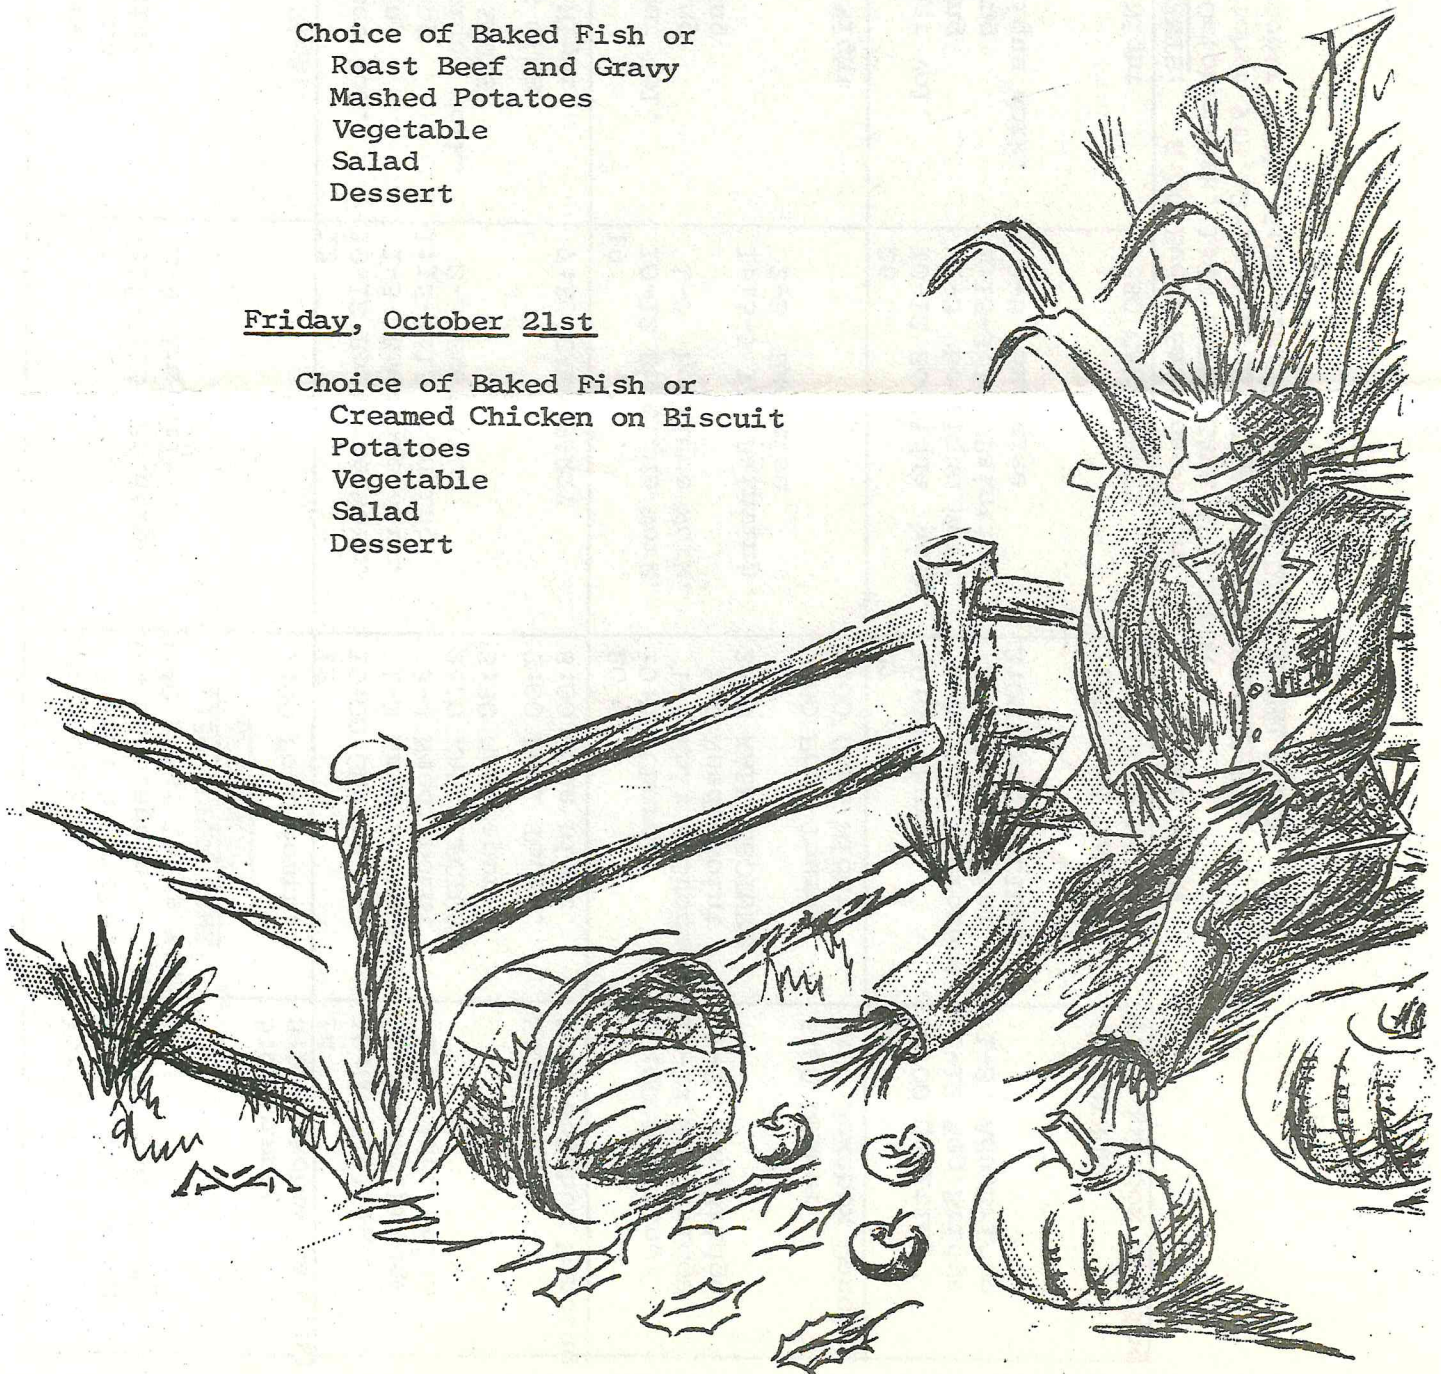 Choice of Baked Fish or
Roast Beef and Gravy
Mashed Potatoes
Vegetable
Salad
Dessert
Friday, October 21st
Choice of Baked Fish or
Creamed Chicken on Biscuit
Potatoes
Vegetable
Salad
Dessert